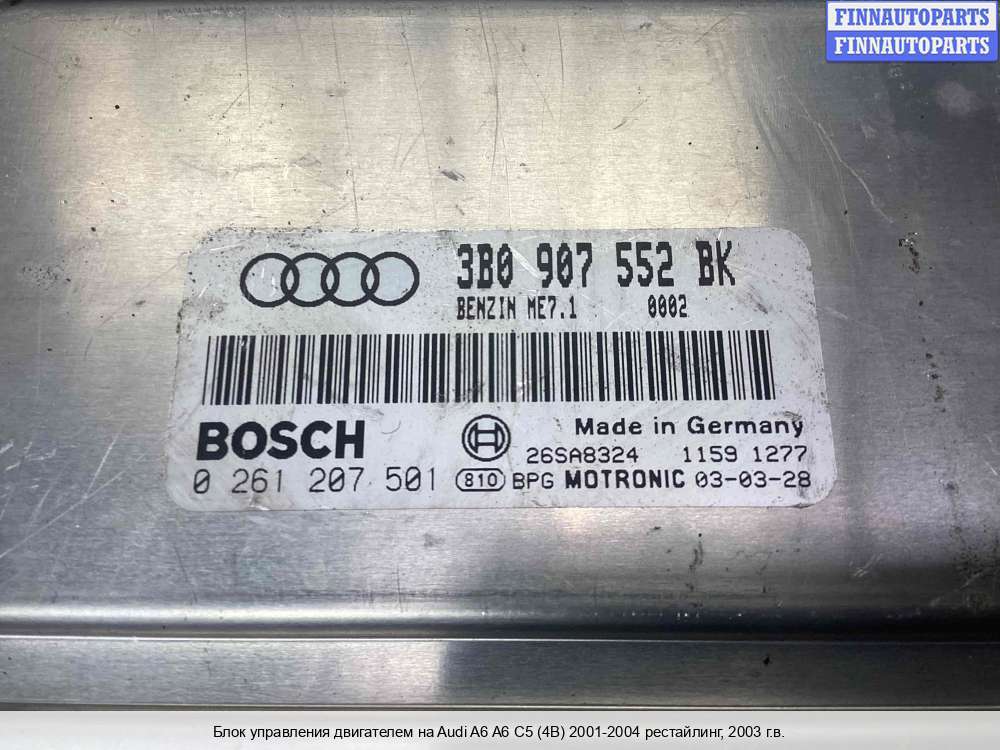 FINNAUTOPARTS
FINNAUTOPARTS
3B0 907 552 BK
BENZIN ME7.1 0002
BOSCH Made in Germany
26SA8324 1159 1277
0 261 207 501 810 BPG MOTRONIC 03-03-28
Блок управления двигателем на Audi A6 A6 C5 (4B) 2001-2004 рестайлинг, 2003 г.в.